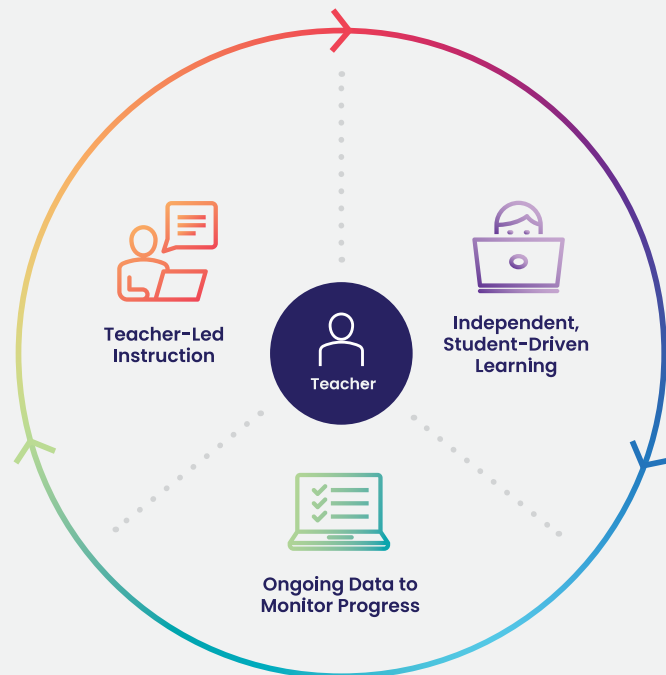 Teacher-Led
Instruction
Independent,
Student-Driven
Learning
Teacher
Ongoing Data to
Monitor Progress